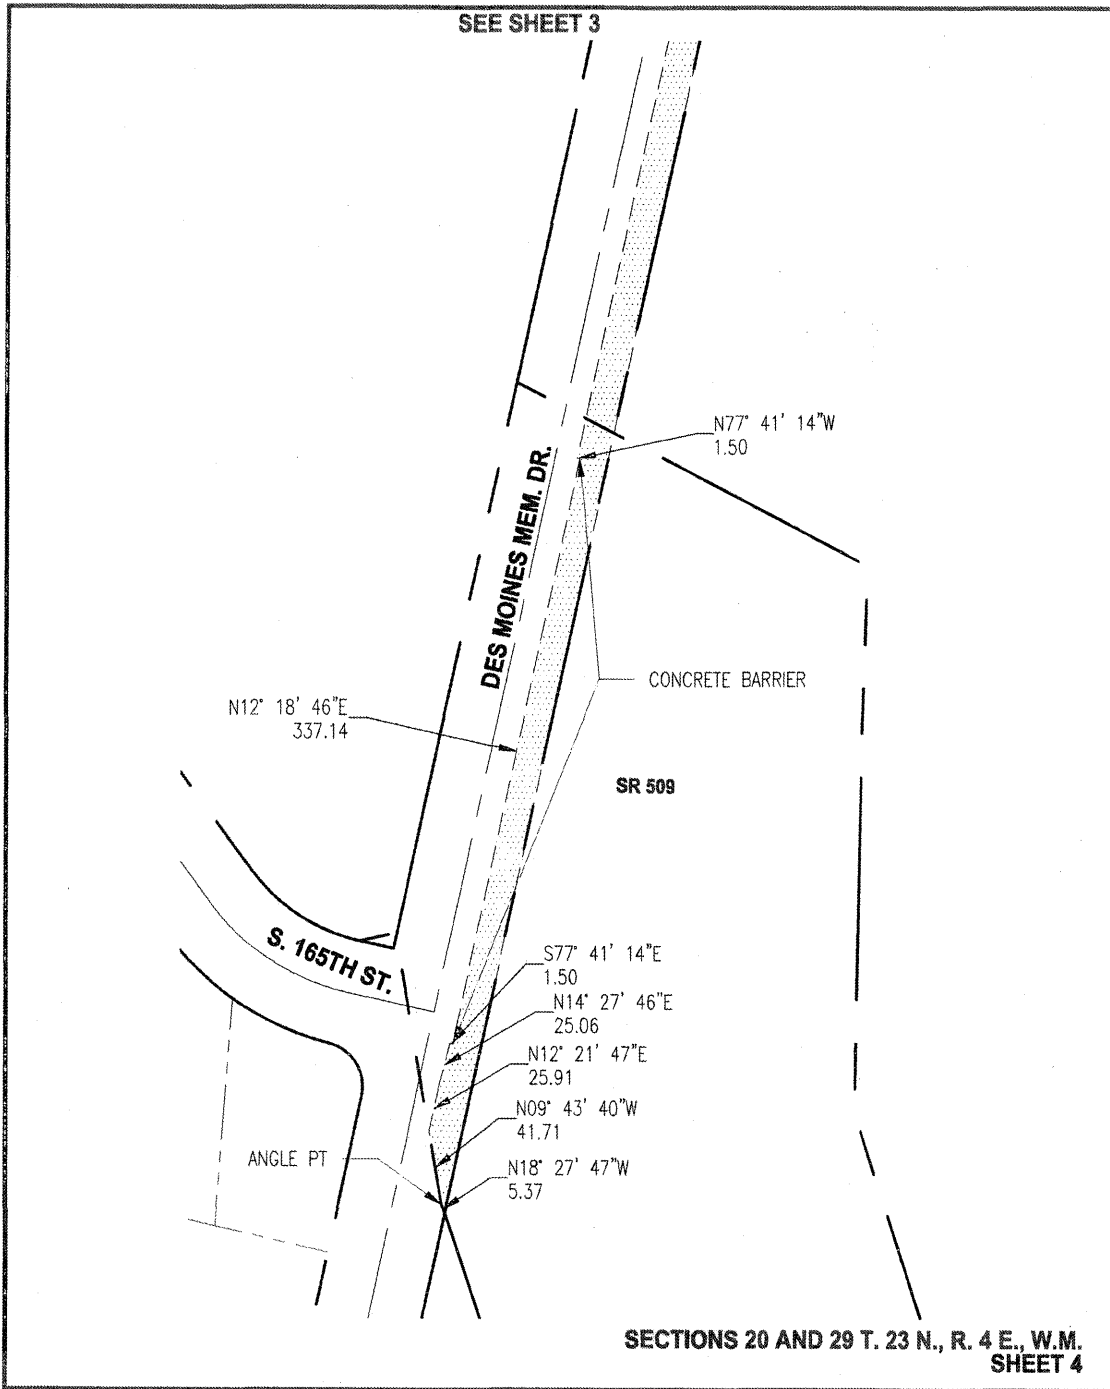 SEE SHEET 3
N77° 41' 14"W
1.50
DES MOINES MEM. DR.
CONCRETE BARRIER
N12° 18' 46"E
337.14
SR 509
S. 165TH ST.
S77° 41' 14"E
1.50
N14° 27' 46"E
25.06
N12° 21' 47"E
25.91
N09° 43' 40"W
41.71
ANGLE PT
N18° 27' 47"W
5.37
SECTIONS 20 AND 29 T. 23 N., R. 4 E., W.M.
SHEET 4